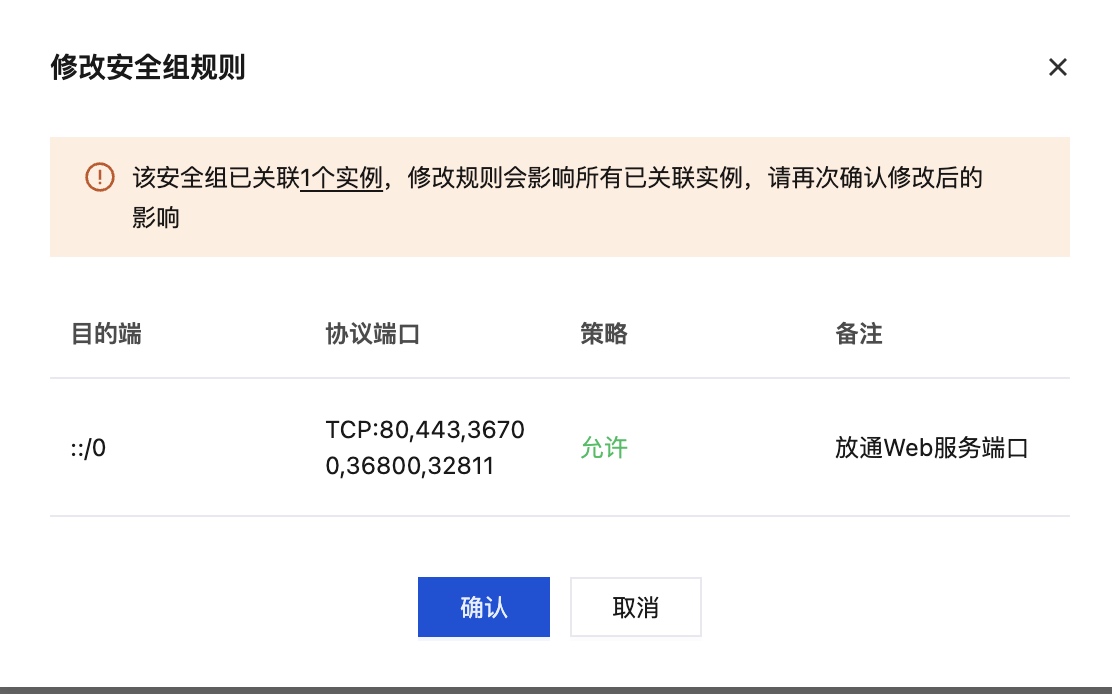 修改安全组规则
该安全组已关联1个实例，修改规则会影响所有已关联实例，请再次确认修改后的
影响
目的端 协议端口 策略 备注
::/0 TCP:80,443,3670
0,36800,32811 允许 放通Web服务端口
确认 取消